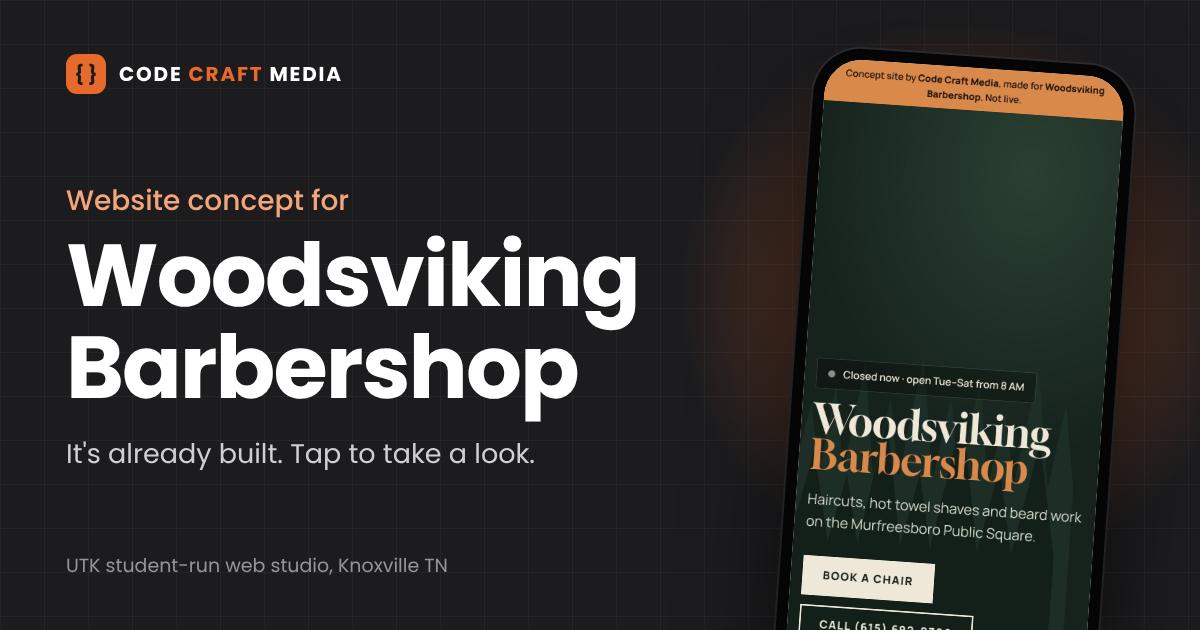 { } CODE CRAFT MEDIA
Website concept for
Woodsviking
Barbershop
It's already built. Tap to take a look.
UTK student-run web studio, Knoxville TN
Concept site by Code Craft Media, made for Woodsviking
Barbershop. Not live.
Closed now · open Tue–Sat from 8 AM
Woodsviking
Barbershop
Haircuts, hot towel shaves and beard work
on the Murfreesboro Public Square.
BOOK A CHAIR
CALL (615)